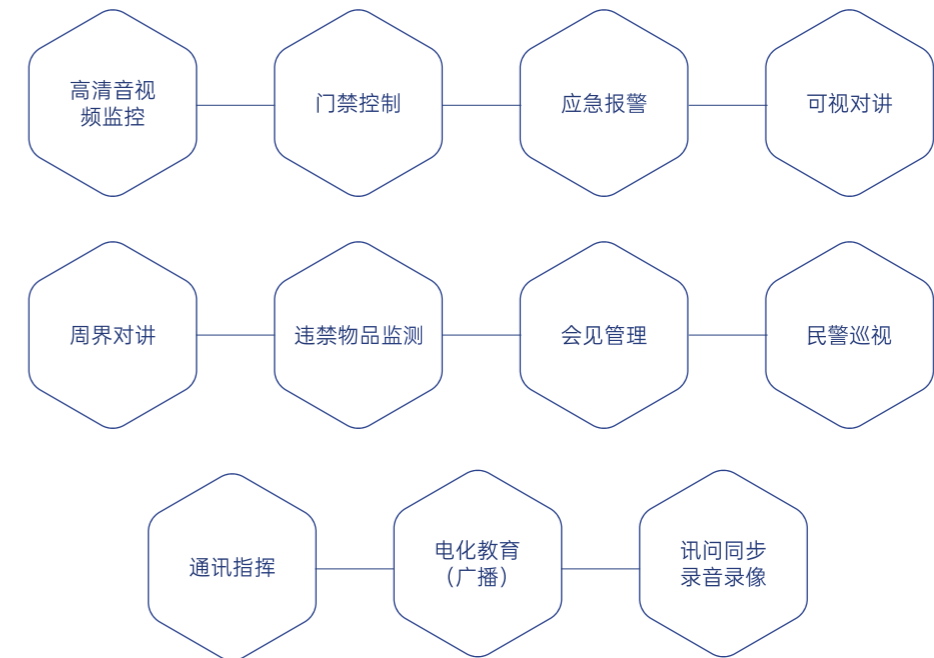 高清音视
频监控
门禁控制
应急报警
可视对讲
周界对讲
违禁物品监测
会见管理
民警巡视
通讯指挥
电化教育
（广播）
讯问同步
录音录像